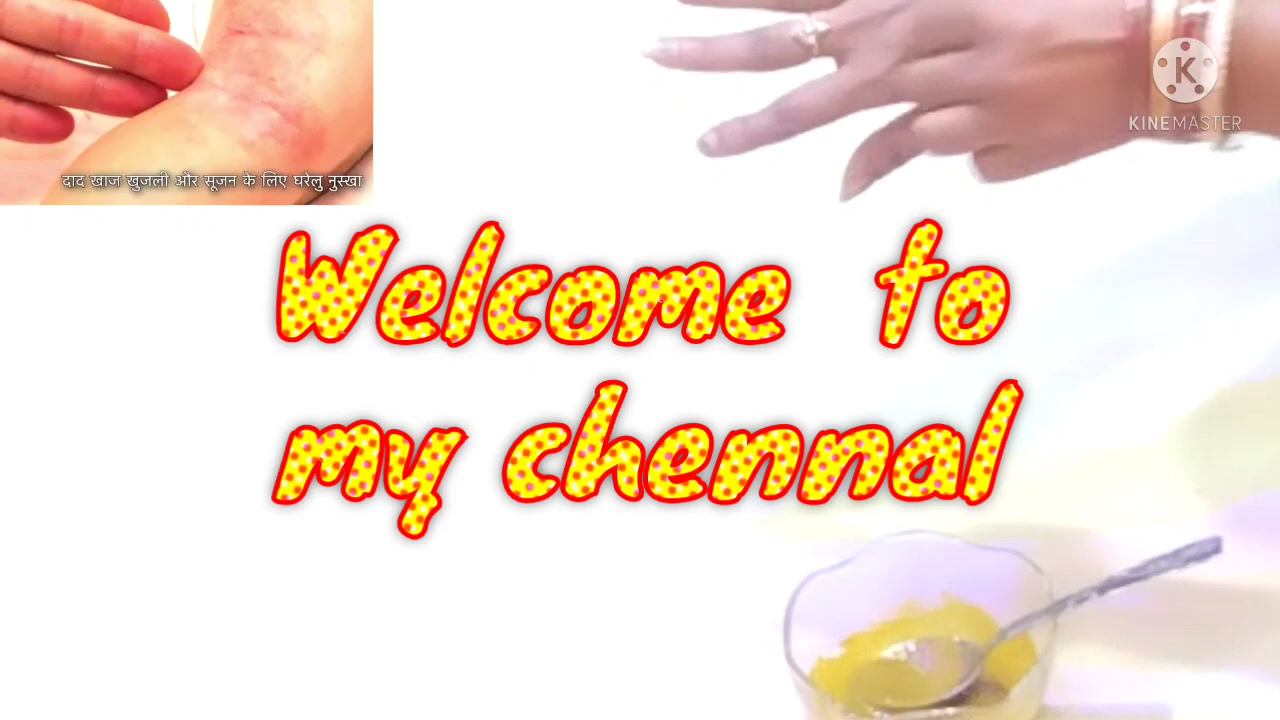 KINEMASTER
दाद खाज खुजली और सूजन के लिए घरेलु नुस्खा
Welcome to
my chennal